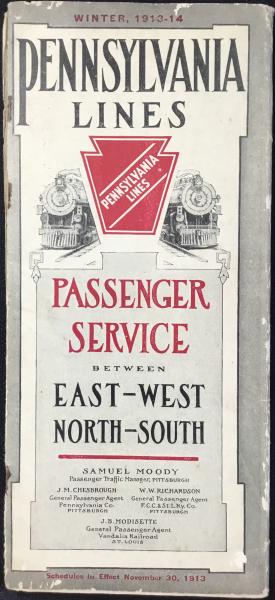 WINTER, 1913-14
PENNSYLVANIA
LINES
PENNSYLVANIA
LINES
PASSENGER
SERVICE
BETWEEN
EAST-WEST
NORTH-SOUTH
SAMUEL MOODY
Passenger Traffic Manager, PITTSBURGH
J.M. CHESBROUGH
General Passenger Agent
Pennsylvania Co.
PITTSBURGH
W.W. RICHARDSON
General Passenger Agent
P.C.C.& St.L. Ry. Co.
PITTSBURGH
J.B. MODISETTE
General Passenger Agent
Vandalia Railroad
ST. LOUIS
Schedules in Effect November 30, 1913